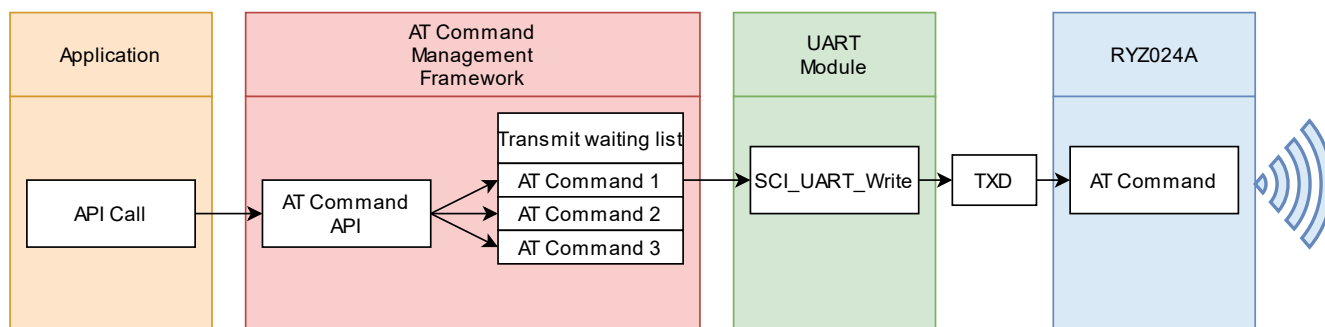 Application
AT Command
Management
Framework
UART
Module
RYZ024A
API Call
AT Command
API
Transmit waiting list
AT Command 1
AT Command 2
AT Command 3
SCI_UART_Write
TXD
AT Command